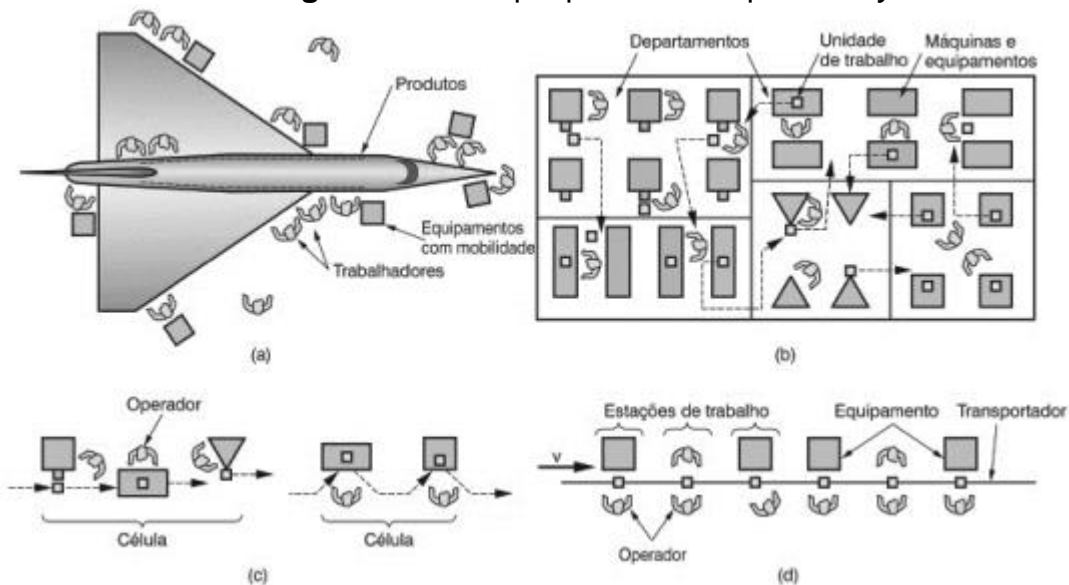 Produtos
Equipamentos
com mobilidade
Trabalhadores
(a)
Departamentos
Unidade
de trabalho
Máquinas e
equipamentos
(b)
Operador
Célula
Célula
(c)
Estações de trabalho
Equipamento
Transportador
v
Operador
(d)